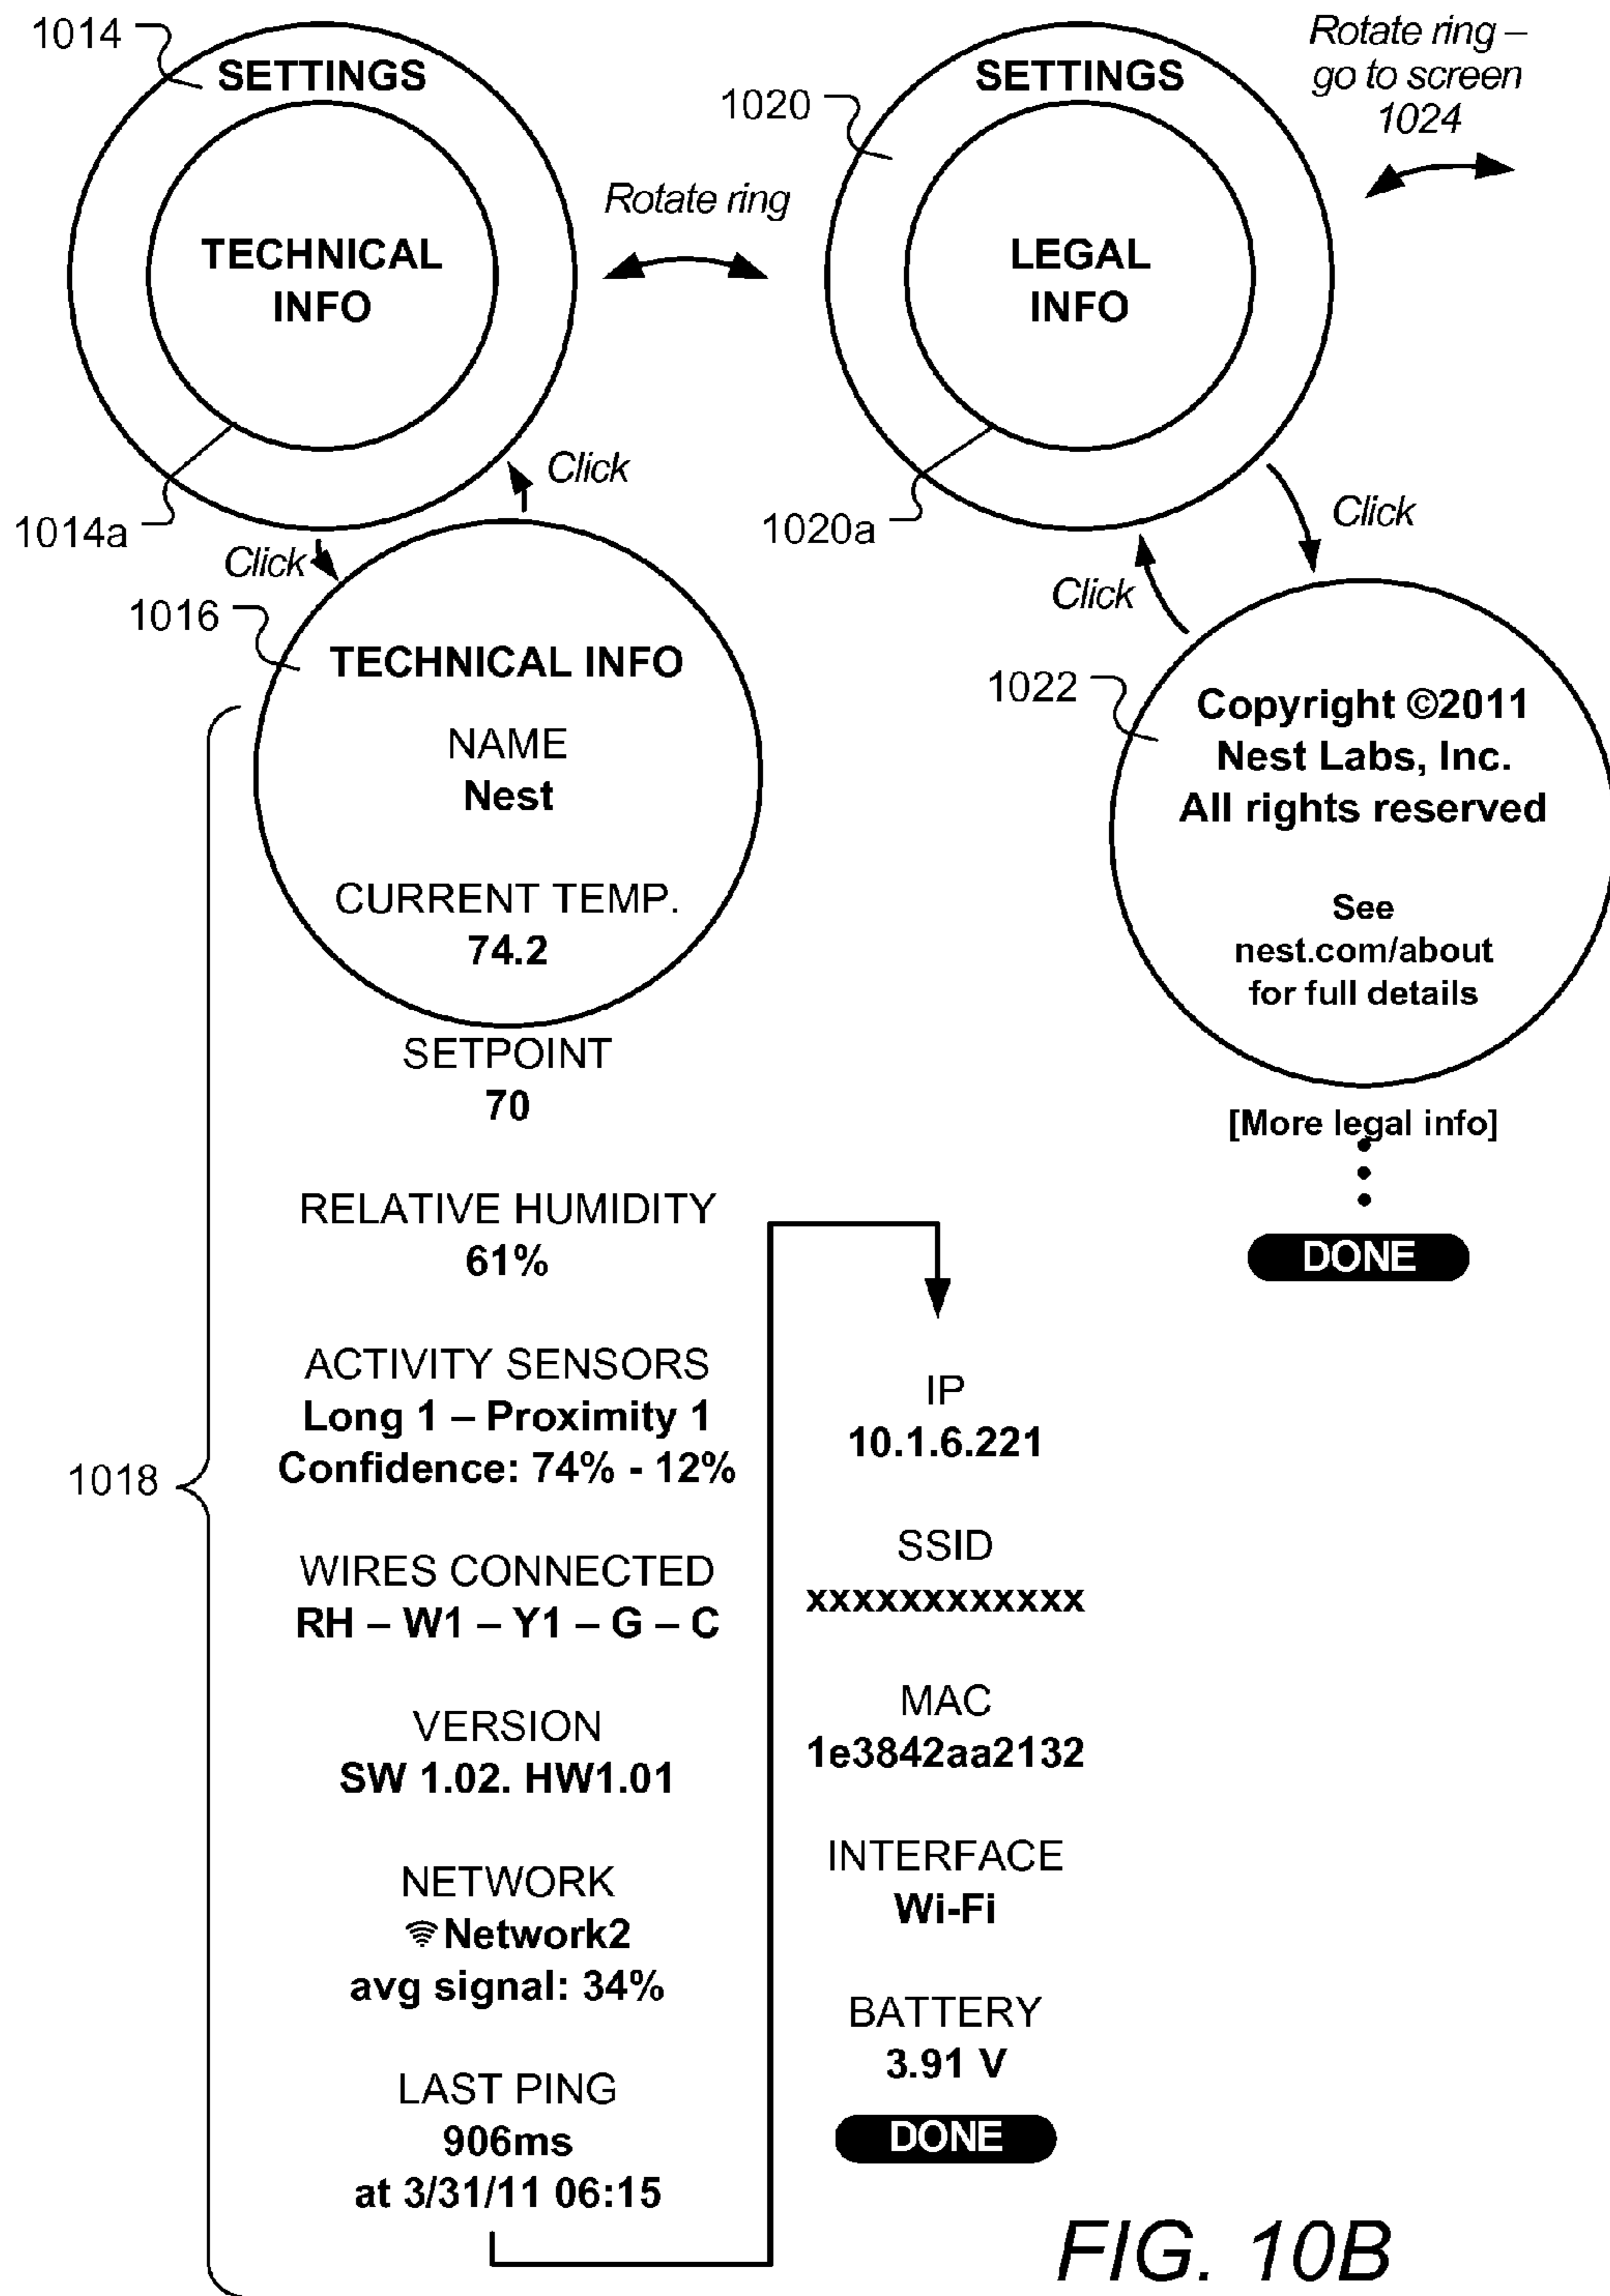 1014
SETTINGS
TECHNICAL
INFO
1014a
Rotate ring
1020
SETTINGS
LEGAL
INFO
1020a
Rotate ring –
go to screen
1024
Click
Click
1016
TECHNICAL INFO
NAME
Nest
CURRENT TEMP.
74.2
SETPOINT
70
RELATIVE HUMIDITY
61%
ACTIVITY SENSORS
Long 1 – Proximity 1
Confidence: 74% - 12%
1018
WIRES CONNECTED
RH – W1 – Y1 – G – C
VERSION
SW 1.02. HW1.01
NETWORK
Network2
avg signal: 34%
LAST PING
906ms
at 3/31/11 06:15
IP
10.1.6.221
SSID
xxxxxxxxxxxx
MAC
1e3842aa2132
INTERFACE
Wi-Fi
BATTERY
3.91 V
DONE
Click
Click
1022
Copyright ©2011
Nest Labs, Inc.
All rights reserved
See
nest.com/about
for full details
[More legal info]
DONE
FIG. 10B